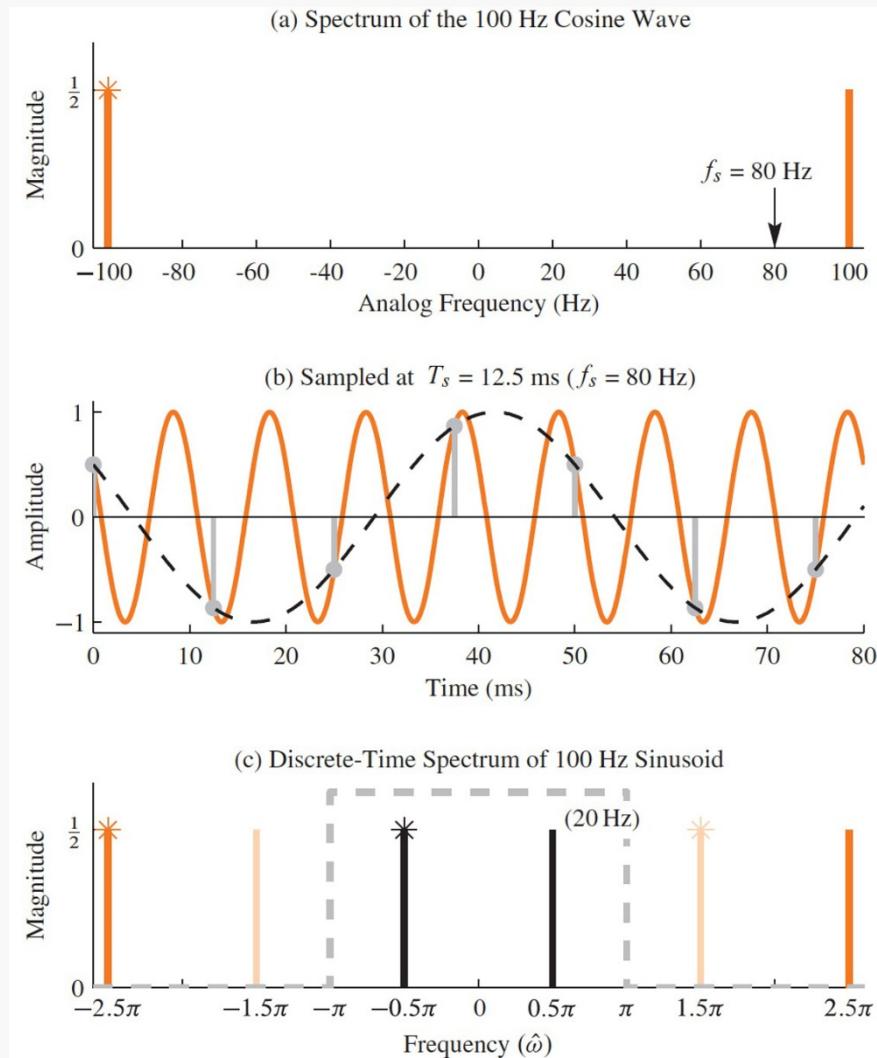 (a) Spectrum of the 100 Hz Cosine Wave
Magnitude
1/2
0
f_s = 80 Hz
−100 -80 -60 -40 -20 0 20 40 60 80 100
Analog Frequency (Hz)
(b) Sampled at T_s = 12.5 ms (f_s = 80 Hz)
Amplitude
1
0
−1
0 10 20 30 40 50 60 70 80
Time (ms)
(c) Discrete-Time Spectrum of 100 Hz Sinusoid
Magnitude
1/2
0
(20 Hz)
−2.5π −1.5π −π −0.5π 0 0.5π π 1.5π 2.5π
Frequency (ω̂)